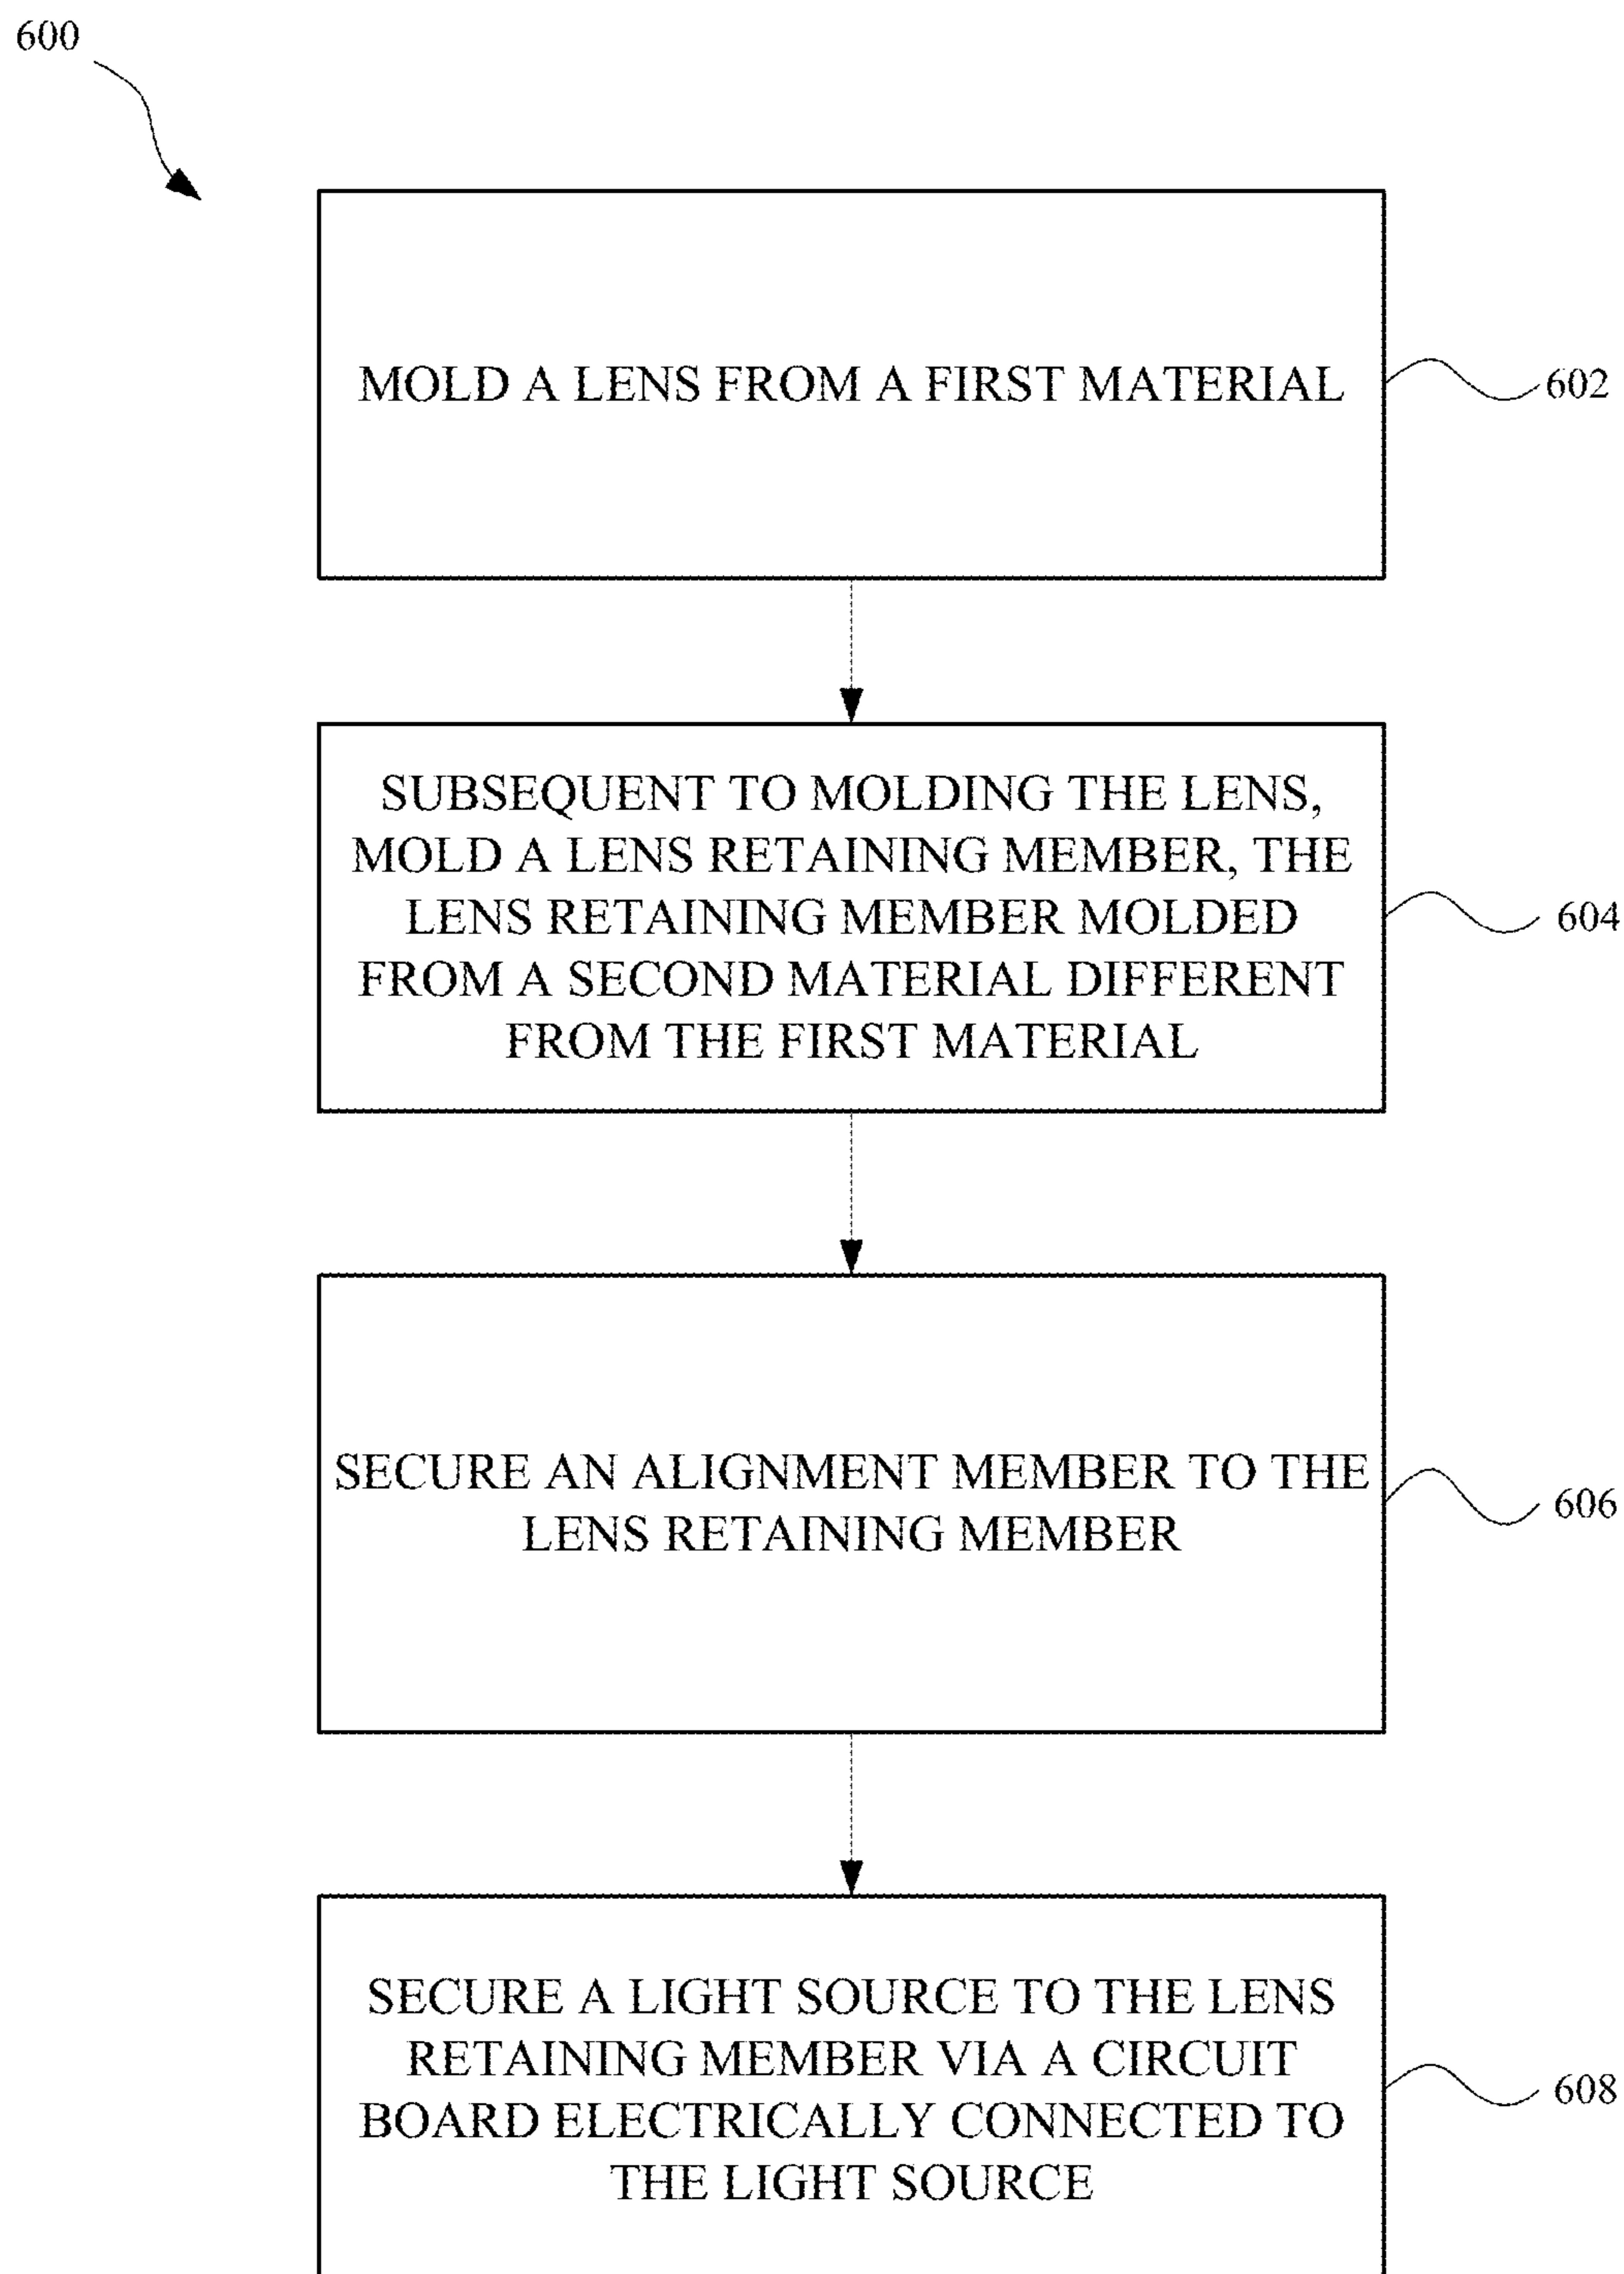 600
MOLD A LENS FROM A FIRST MATERIAL
602
SUBSEQUENT TO MOLDING THE LENS,
MOLD A LENS RETAINING MEMBER, THE
LENS RETAINING MEMBER MOLDED
FROM A SECOND MATERIAL DIFFERENT
FROM THE FIRST MATERIAL
604
SECURE AN ALIGNMENT MEMBER TO THE
LENS RETAINING MEMBER
606
SECURE A LIGHT SOURCE TO THE LENS
RETAINING MEMBER VIA A CIRCUIT
BOARD ELECTRICALLY CONNECTED TO
THE LIGHT SOURCE
608